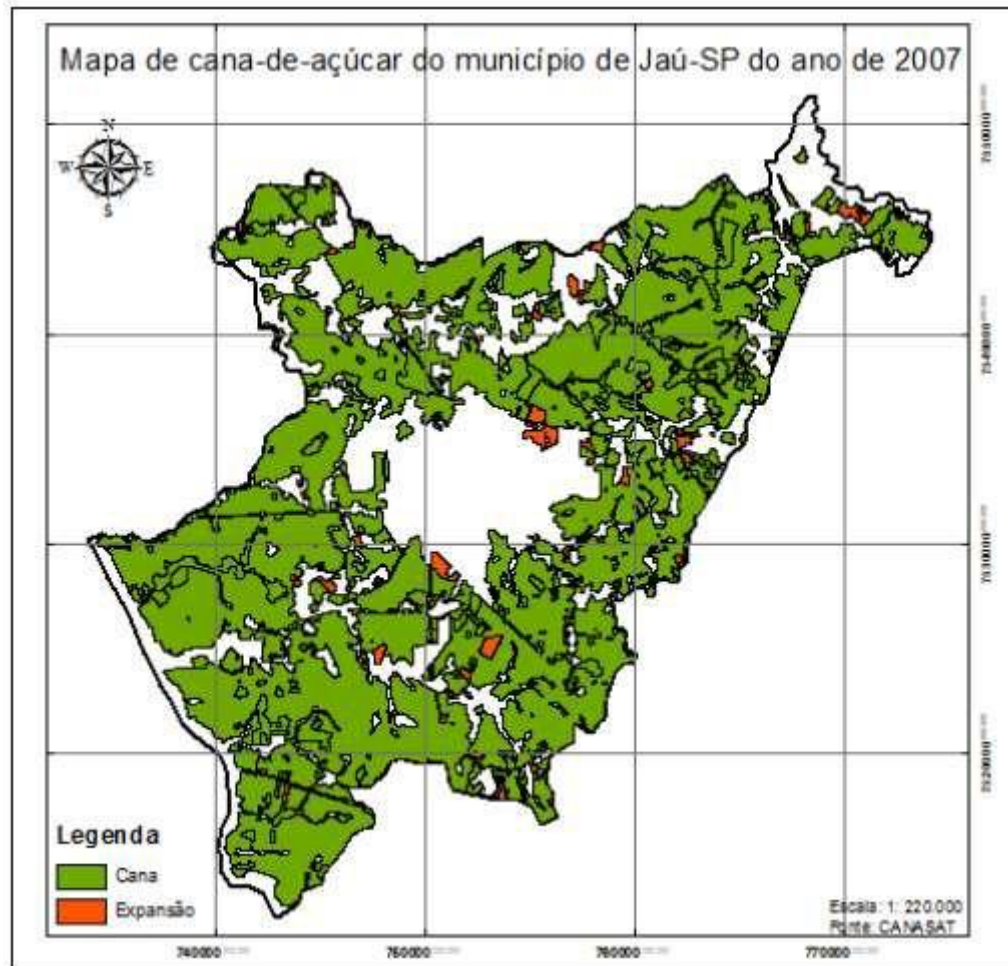 Mapa de cana-de-açúcar do município de Jaú-SP do ano de 2007
N
W E
S
Legenda
Cana
Expansão
Escala: 1: 220.000
Fonte: CANASAT
740000
750000
760000
770000